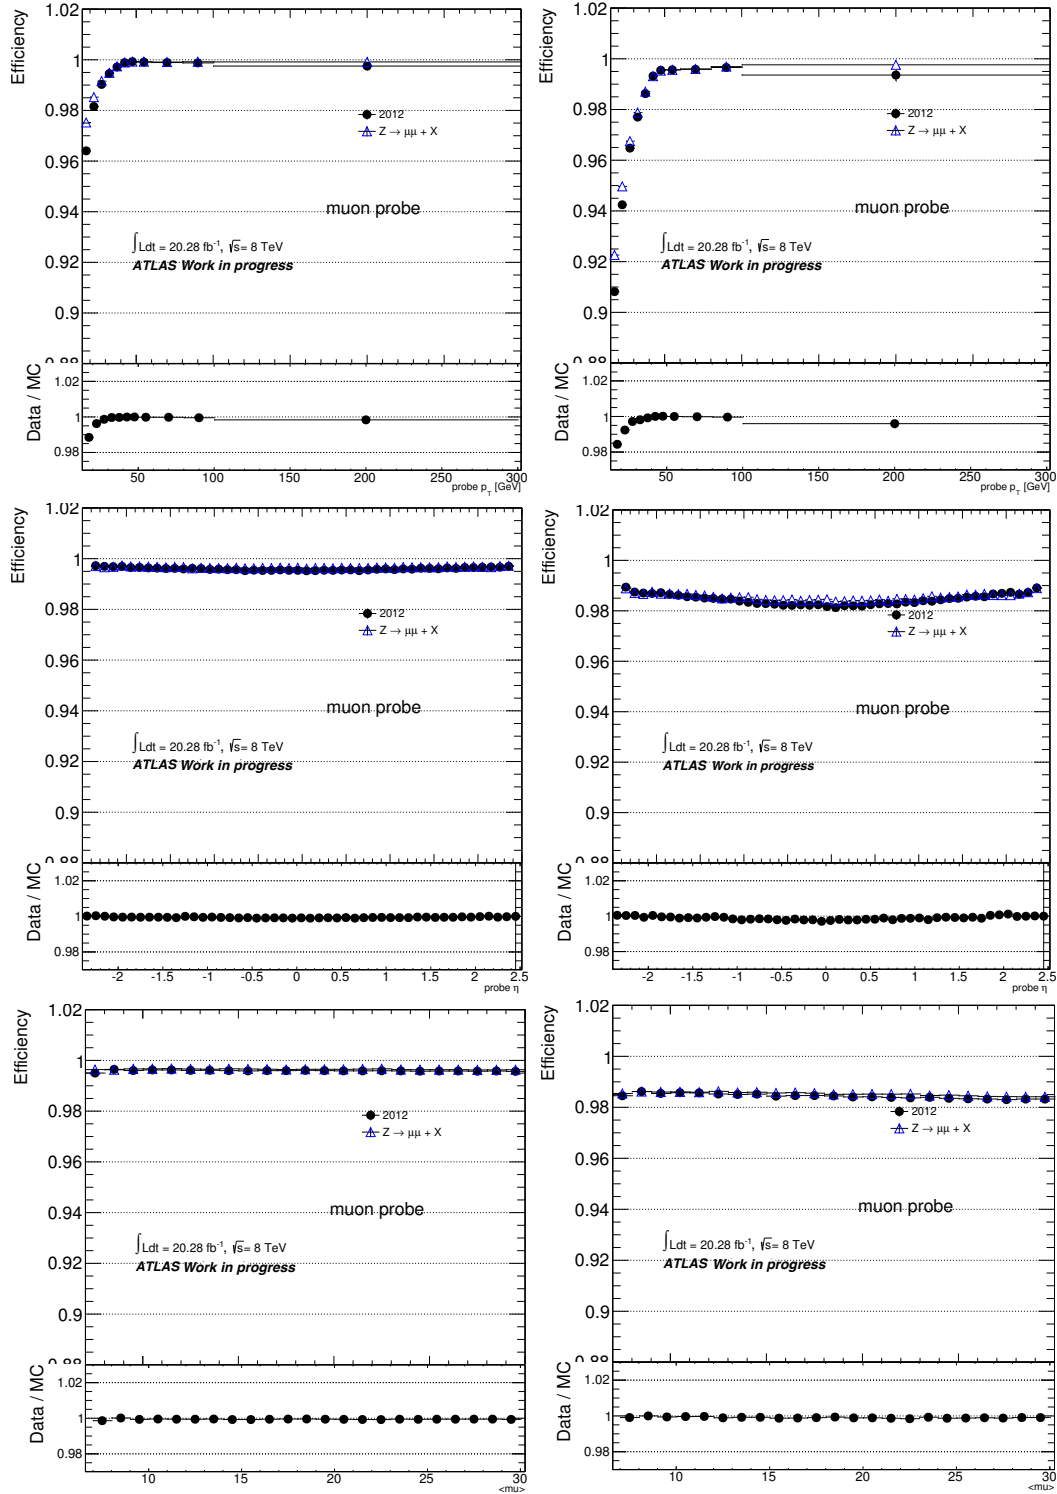 Efficiency
1.02
1
0.98
0.96
0.94
0.92
0.9
0.88
2012
Z → μμ + X
muon probe
∫Ldt = 20.28 fb⁻¹, √s= 8 TeV
ATLAS Work in progress
Data / MC
1.02
1
0.98
50 100 150 200 250 300
probe p_T [GeV]
Efficiency
1.02
1
0.98
0.96
0.94
0.92
0.9
0.88
2012
Z → μμ + X
muon probe
∫Ldt = 20.28 fb⁻¹, √s= 8 TeV
ATLAS Work in progress
Data / MC
1.02
1
0.98
50 100 150 200 250 300
probe p_T [GeV]
Efficiency
1.02
1
0.98
0.96
0.94
0.92
0.9
0.88
2012
Z → μμ + X
muon probe
∫Ldt = 20.28 fb⁻¹, √s= 8 TeV
ATLAS Work in progress
Data / MC
1.02
1
0.98
-2 -1.5 -1 -0.5 0 0.5 1 1.5 2 2.5
probe η
Efficiency
1.02
1
0.98
0.96
0.94
0.92
0.9
0.88
2012
Z → μμ + X
muon probe
∫Ldt = 20.28 fb⁻¹, √s= 8 TeV
ATLAS Work in progress
Data / MC
1.02
1
0.98
-2 -1.5 -1 -0.5 0 0.5 1 1.5 2 2.5
probe η
Efficiency
1.02
1
0.98
0.96
0.94
0.92
0.9
0.88
2012
Z → μμ + X
muon probe
∫Ldt = 20.28 fb⁻¹, √s= 8 TeV
ATLAS Work in progress
Data / MC
1.02
1
0.98
10 15 20 25 30
<mu>
Efficiency
1.02
1
0.98
0.96
0.94
0.92
0.9
0.88
2012
Z → μμ + X
muon probe
∫Ldt = 20.28 fb⁻¹, √s= 8 TeV
ATLAS Work in progress
Data / MC
1.02
1
0.98
10 15 20 25 30
<mu>